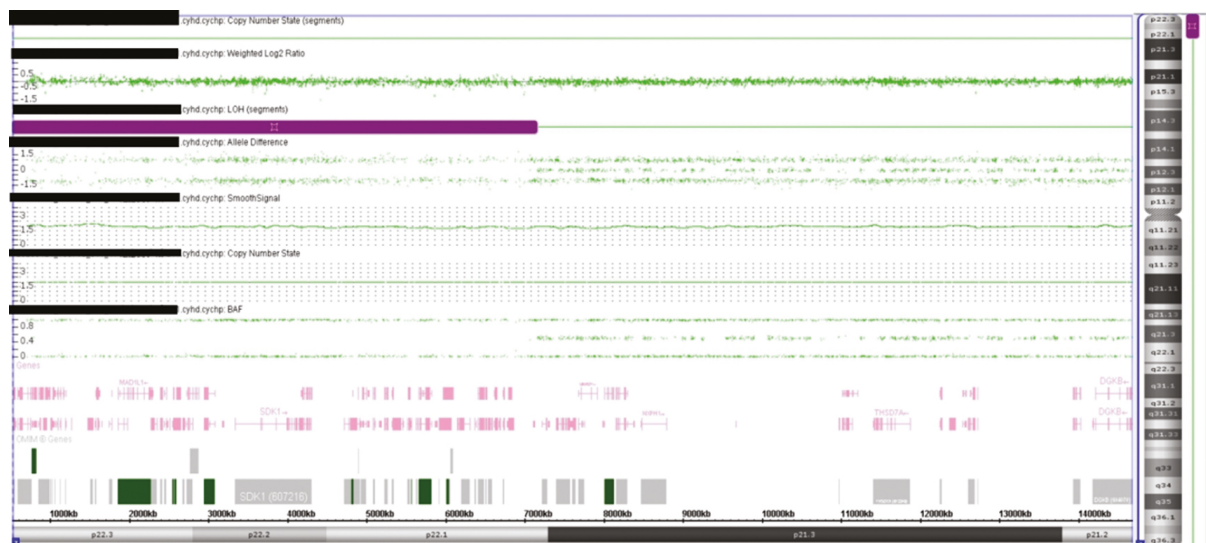 .cyhd.cychp: Copy Number State (segments)
.cyhd.cychp: Weighted Log2 Ratio
0.5
-0.5
-1.5
.cyhd.cychp: LOH (segments)
.cyhd.cychp: Allele Difference
1.5
0
-1.5
.cyhd.cychp: SmoothSignal
3
1.5
0
.cyhd.cychp: Copy Number State
3
1.5
0
.cyhd.cychp: BAF
0.8
0.4
0
Genes
MAD1L1 DGKB
SDK1 THSD7A DGKB
OMIM ® Genes
SDK1 (607216)
1000kb 2000kb 3000kb 4000kb 5000kb 6000kb 7000kb 8000kb 9000kb 10000kb 11000kb 12000kb 13000kb 14000kb
p22.3 p22.2 p22.1 p21.3 p21.2
p22.3
p22.1
p21.3
p21.1
p15.3
p14.3
p14.1
p12.3
p12.1
p11.2
q11.21
q11.22
q11.23
q21.11
q21.13
q21.3
q22.1
q22.3
q31.1
q31.2
q31.31
q31.33
q33
q34
q35
q36.1
q36.3